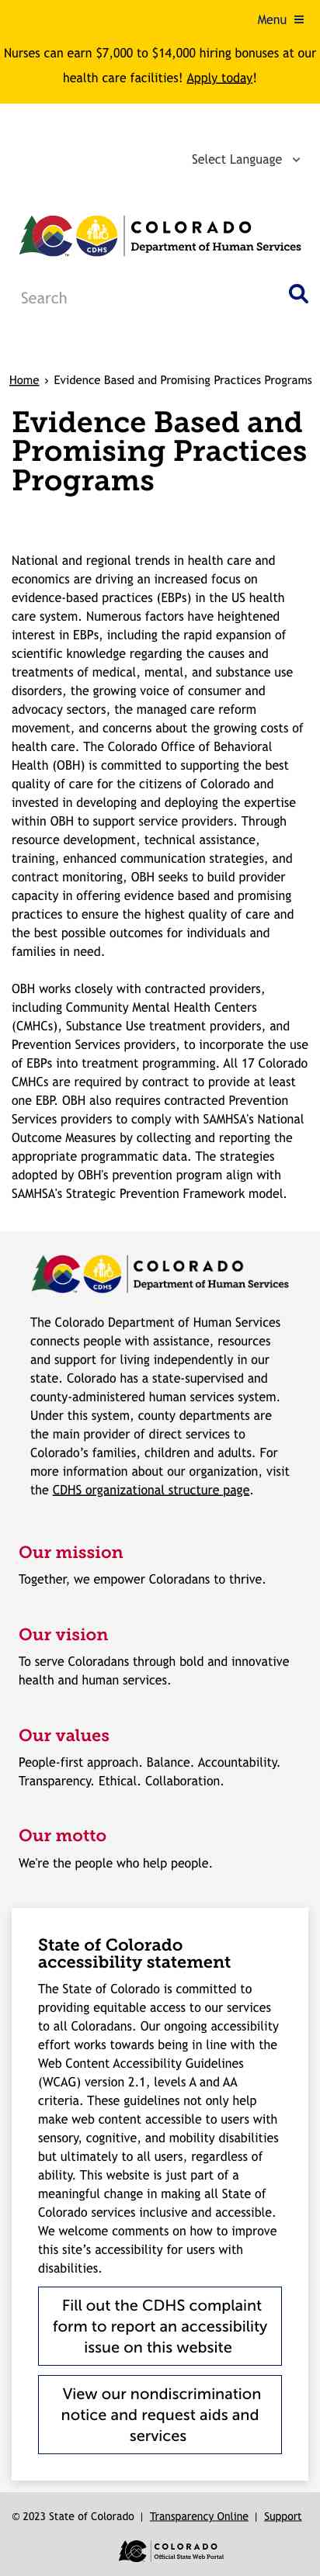 Menu
Nurses can earn $7,000 to $14,000 hiring bonuses at our
health care facilities! Apply today!
Select Language
CDHS
COLORADO
Department of Human Services
Search
Home › Evidence Based and Promising Practices Programs
Evidence Based and
Promising Practices
Programs
National and regional trends in health care and
economics are driving an increased focus on
evidence-based practices (EBPs) in the US health
care system. Numerous factors have heightened
interest in EBPs, including the rapid expansion of
scientific knowledge regarding the causes and
treatments of medical, mental, and substance use
disorders, the growing voice of consumer and
advocacy sectors, the managed care reform
movement, and concerns about the growing costs of
health care. The Colorado Office of Behavioral
Health (OBH) is committed to supporting the best
quality of care for the citizens of Colorado and
invested in developing and deploying the expertise
within OBH to support service providers. Through
resource development, technical assistance,
training, enhanced communication strategies, and
contract monitoring, OBH seeks to build provider
capacity in offering evidence based and promising
practices to ensure the highest quality of care and
the best possible outcomes for individuals and
families in need.
OBH works closely with contracted providers,
including Community Mental Health Centers
(CMHCs), Substance Use treatment providers, and
Prevention Services providers, to incorporate the use
of EBPs into treatment programming. All 17 Colorado
CMHCs are required by contract to provide at least
one EBP. OBH also requires contracted Prevention
Services providers to comply with SAMHSA's National
Outcome Measures by collecting and reporting the
appropriate programmatic data. The strategies
adopted by OBH's prevention program align with
SAMHSA's Strategic Prevention Framework model.
CDHS
COLORADO
Department of Human Services
The Colorado Department of Human Services
connects people with assistance, resources
and support for living independently in our
state. Colorado has a state-supervised and
county-administered human services system.
Under this system, county departments are
the main provider of direct services to
Colorado’s families, children and adults. For
more information about our organization, visit
the CDHS organizational structure page.
Our mission
Together, we empower Coloradans to thrive.
Our vision
To serve Coloradans through bold and innovative
health and human services.
Our values
People-first approach. Balance. Accountability.
Transparency. Ethical. Collaboration.
Our motto
We're the people who help people.
State of Colorado
accessibility statement
The State of Colorado is committed to
providing equitable access to our services
to all Coloradans. Our ongoing accessibility
effort works towards being in line with the
Web Content Accessibility Guidelines
(WCAG) version 2.1, levels A and AA
criteria. These guidelines not only help
make web content accessible to users with
sensory, cognitive, and mobility disabilities
but ultimately to all users, regardless of
ability. This website is just part of a
meaningful change in making all State of
Colorado services inclusive and accessible.
We welcome comments on how to improve
this site’s accessibility for users with
disabilities.
Fill out the CDHS complaint
form to report an accessibility
issue on this website
View our nondiscrimination
notice and request aids and
services
© 2023 State of Colorado | Transparency Online | Support
COLORADO
Official State Web Portal